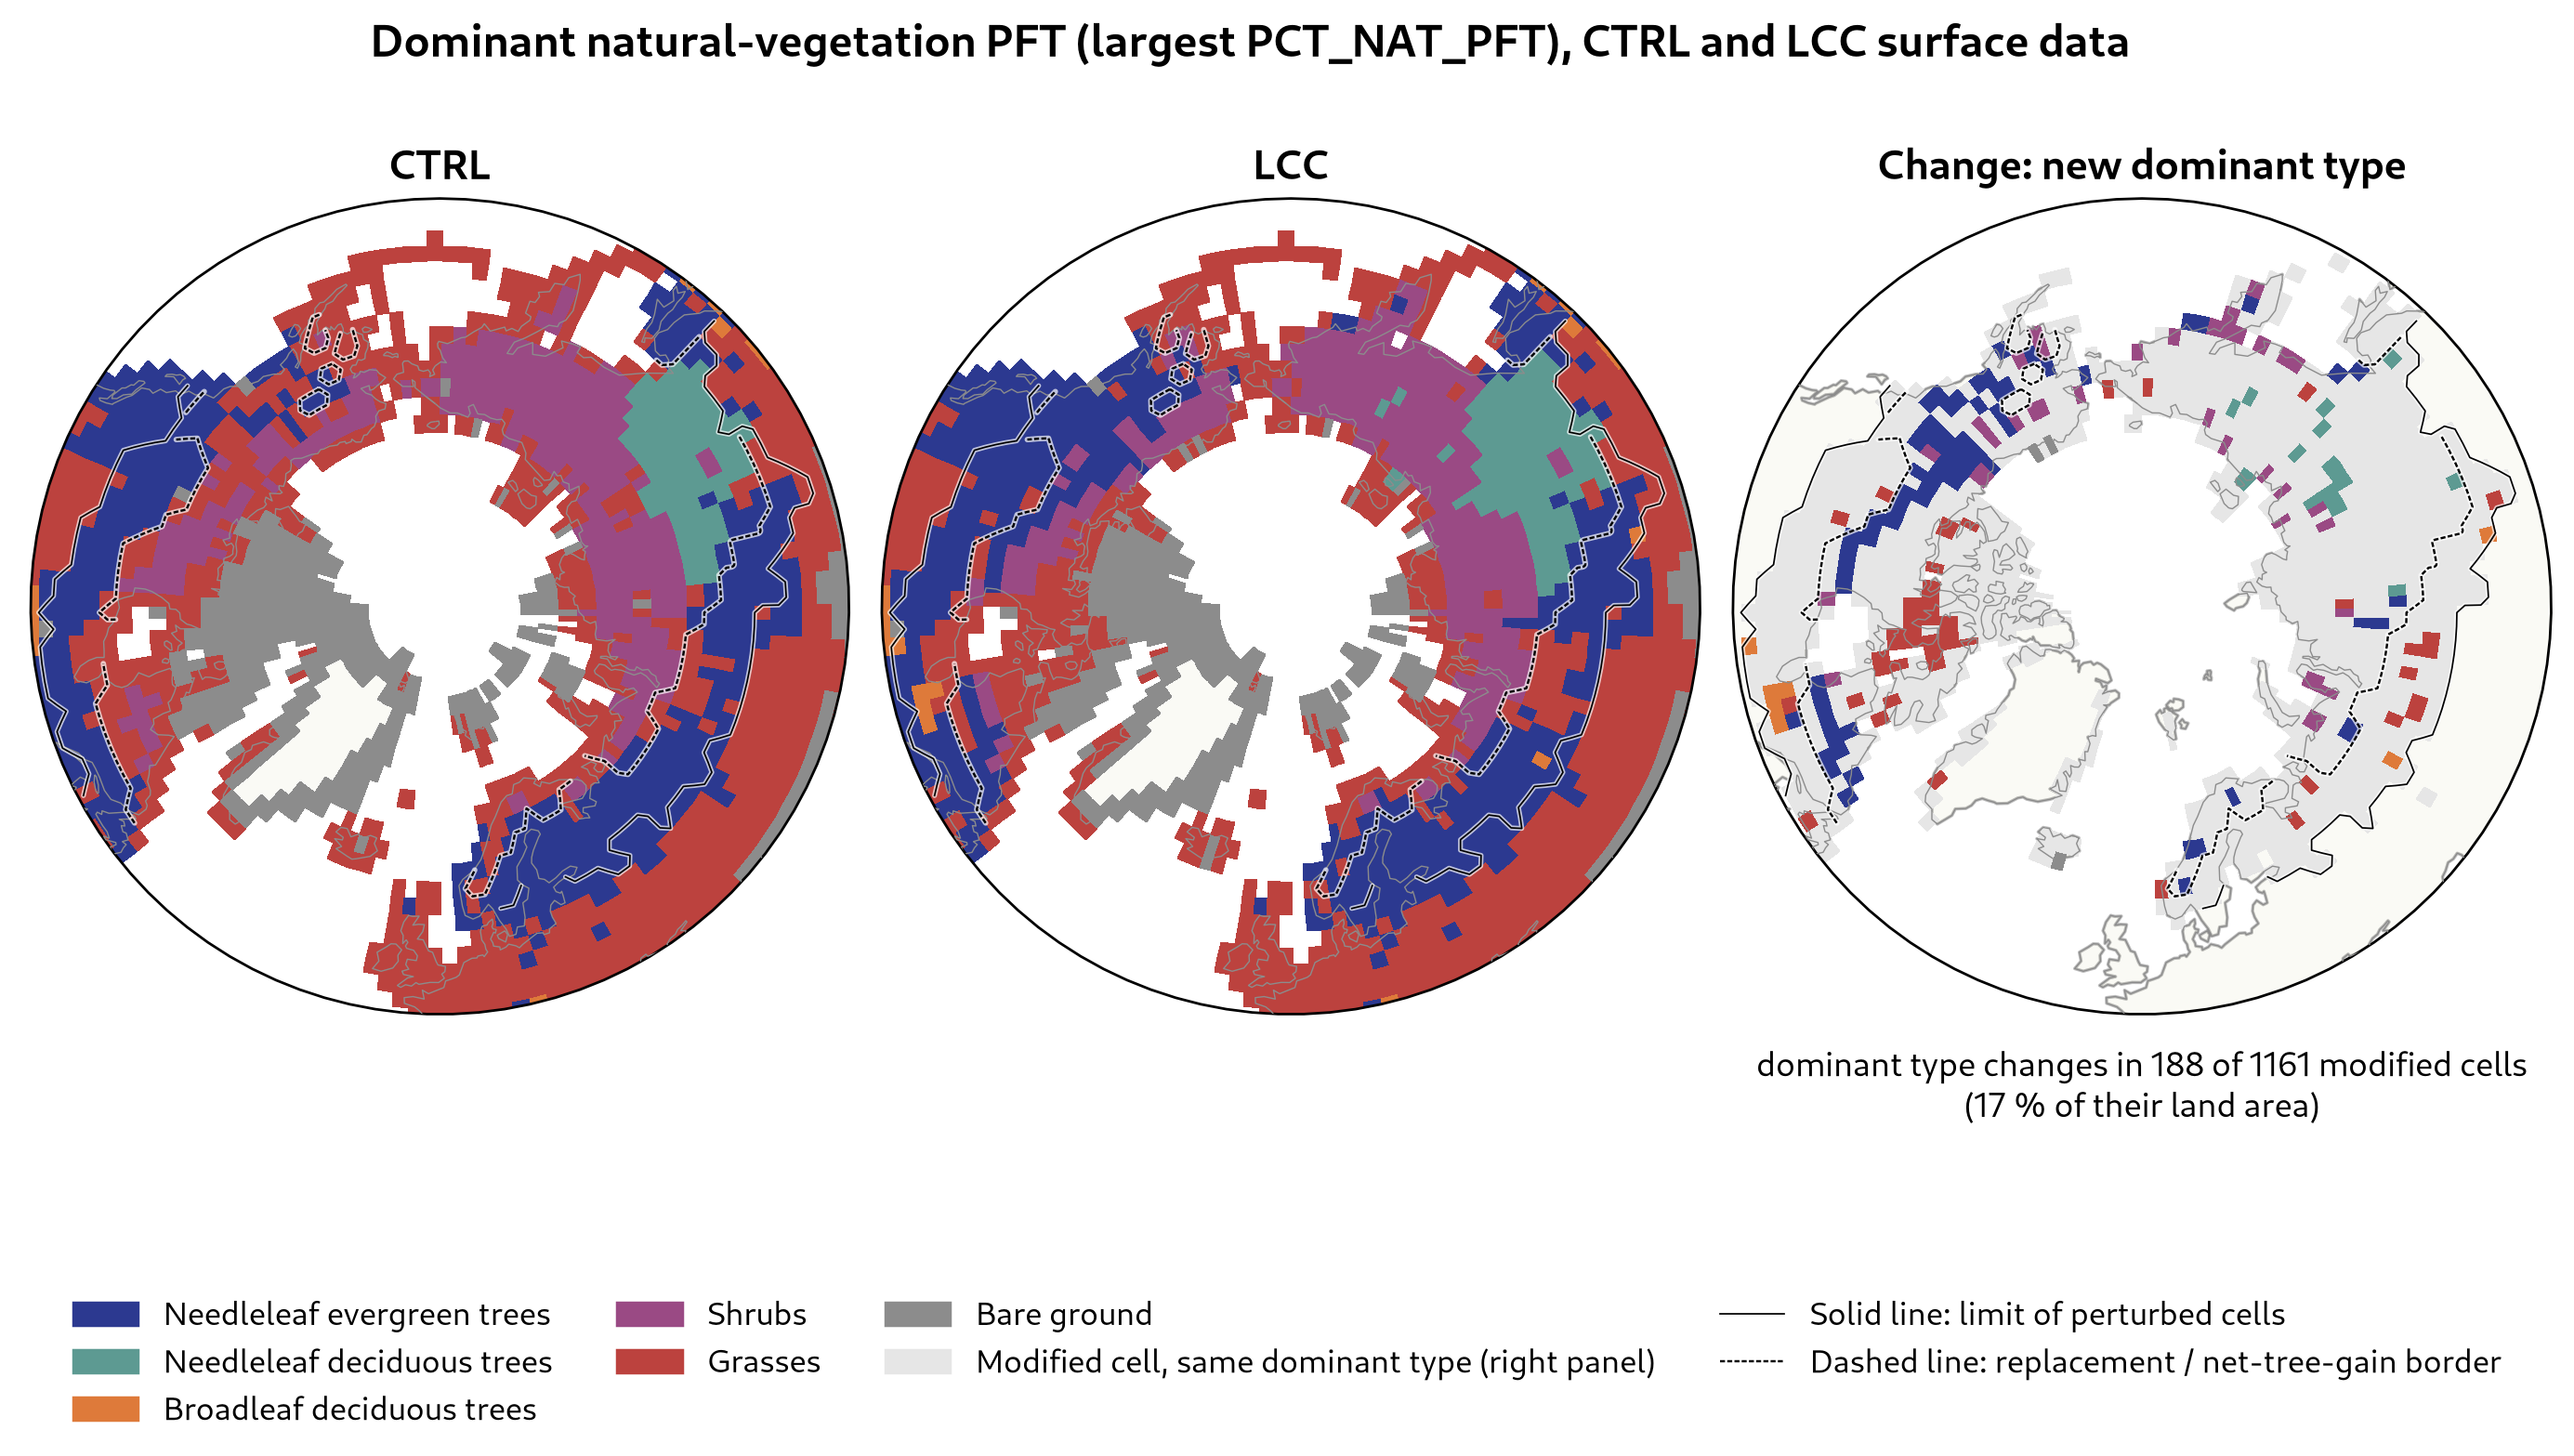 Dominant natural-vegetation PFT (largest PCT_NAT_PFT), CTRL and LCC surface data
CTRL
LCC
Change: new dominant type
dominant type changes in 188 of 1161 modified cells
(17 % of their land area)
Needleleaf evergreen trees
Needleleaf deciduous trees
Broadleaf deciduous trees
Shrubs
Grasses
Bare ground
Modified cell, same dominant type (right panel)
Solid line: limit of perturbed cells
Dashed line: replacement / net-tree-gain border